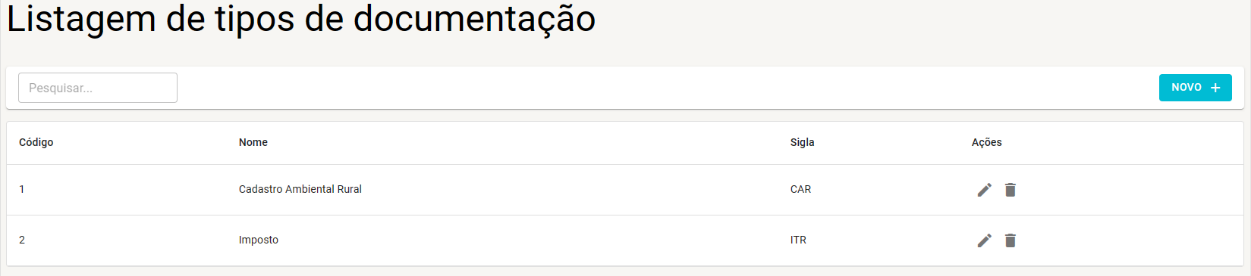 Listagem de tipos de documentação
Pesquisar...
NOVO +
Código Nome Sigla Ações
1 Cadastro Ambiental Rural CAR
2 Imposto ITR